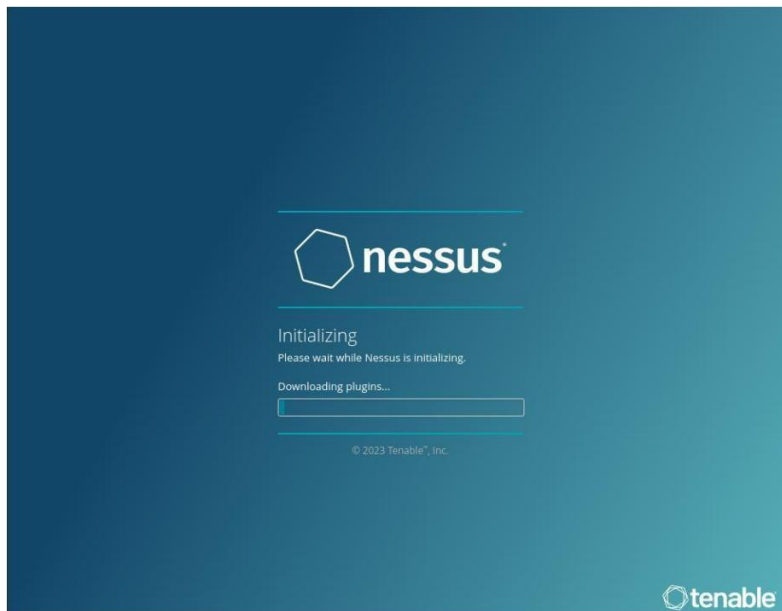 nessus®
Initializing
Please wait while Nessus is initializing.
Downloading plugins...
© 2023 Tenable™, Inc.
tenable